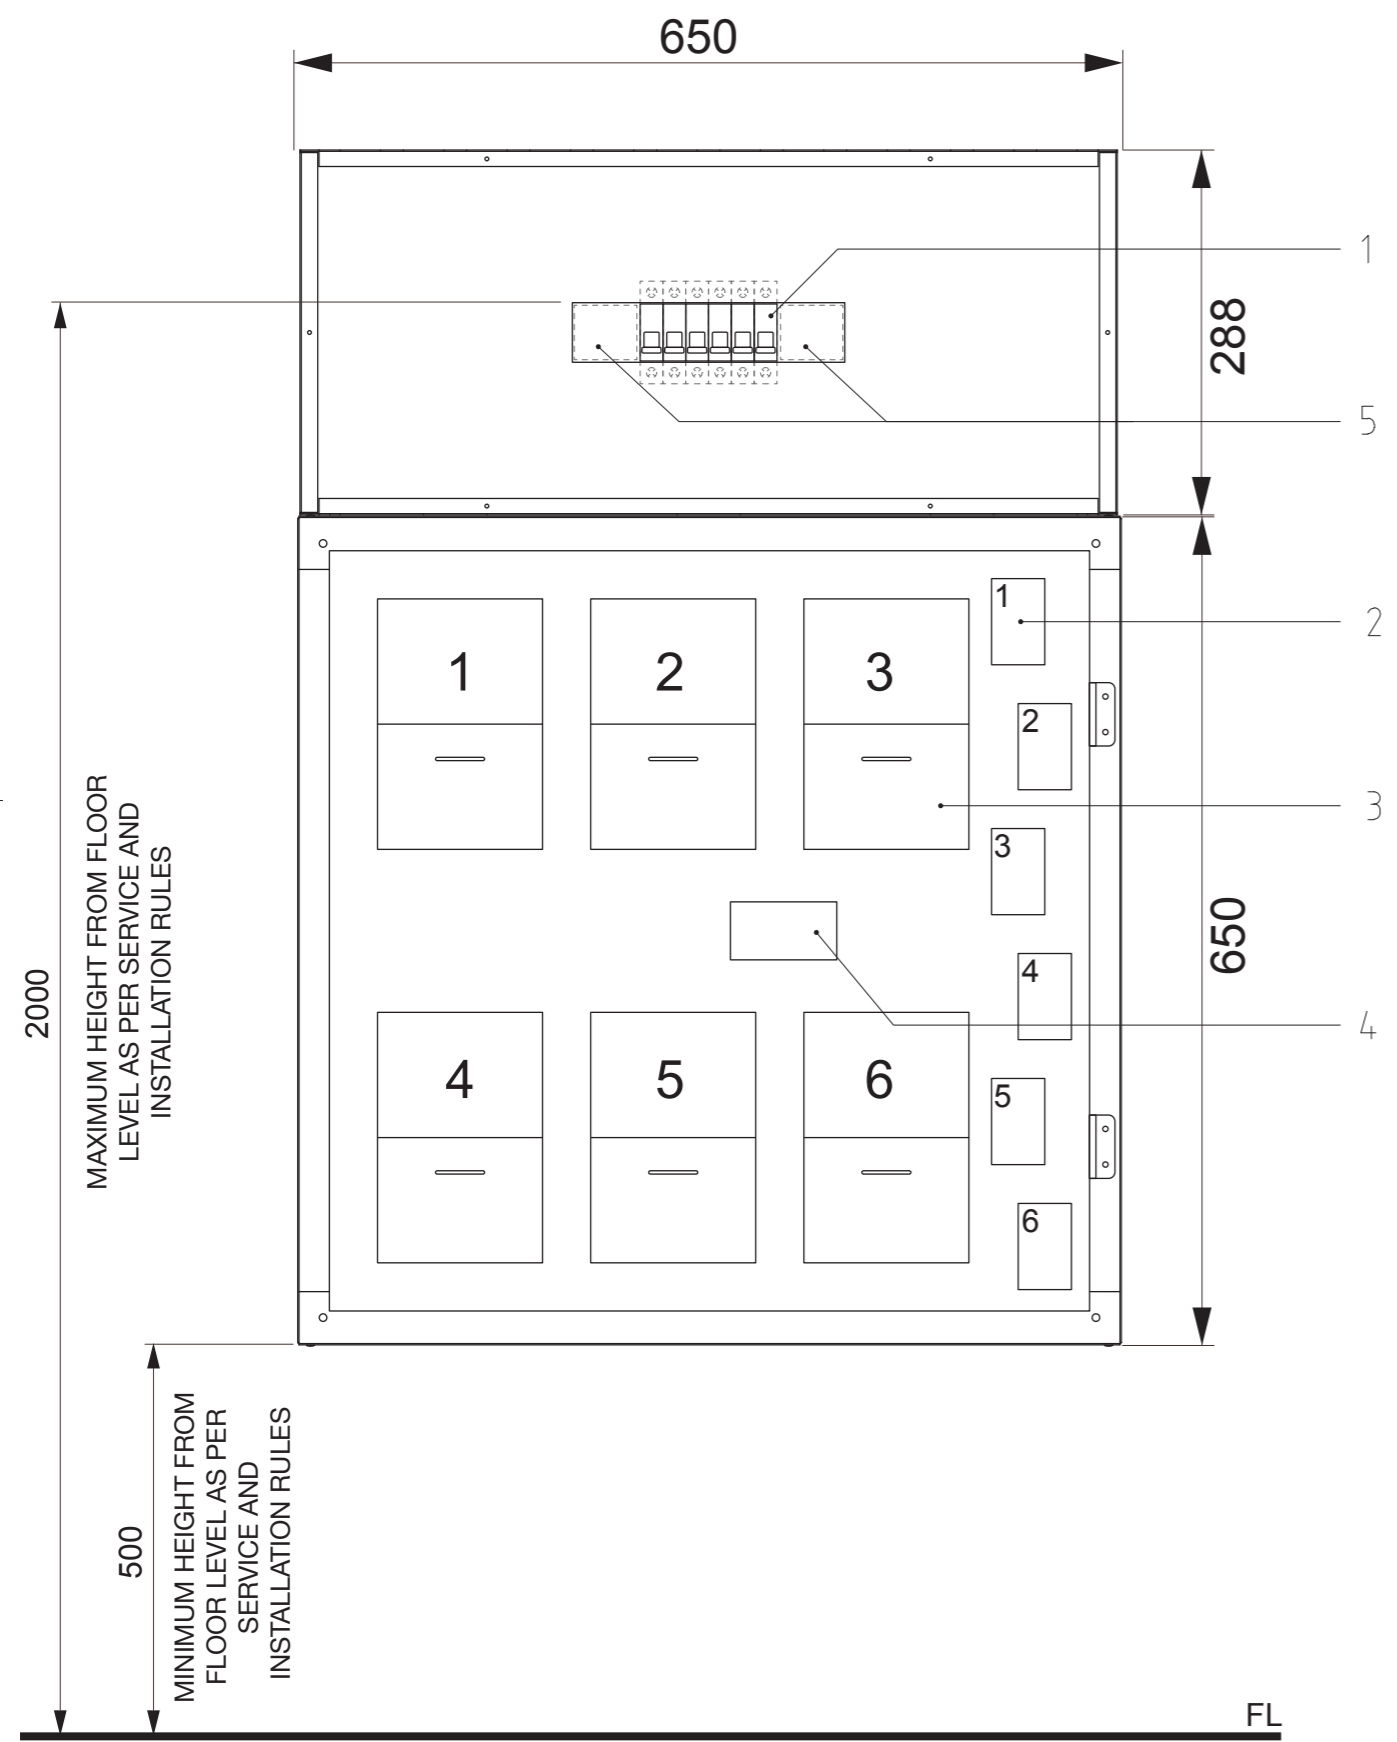 650
288
1
5
1
2
3
1
2
2
3
3
650
4
4
4
5
6
5
6
2000
MAXIMUM HEIGHT FROM FLOOR
LEVEL AS PER SERVICE AND
INSTALLATION RULES
500
MINIMUM HEIGHT FROM
FLOOR LEVEL AS PER
SERVICE AND
INSTALLATION RULES
FL